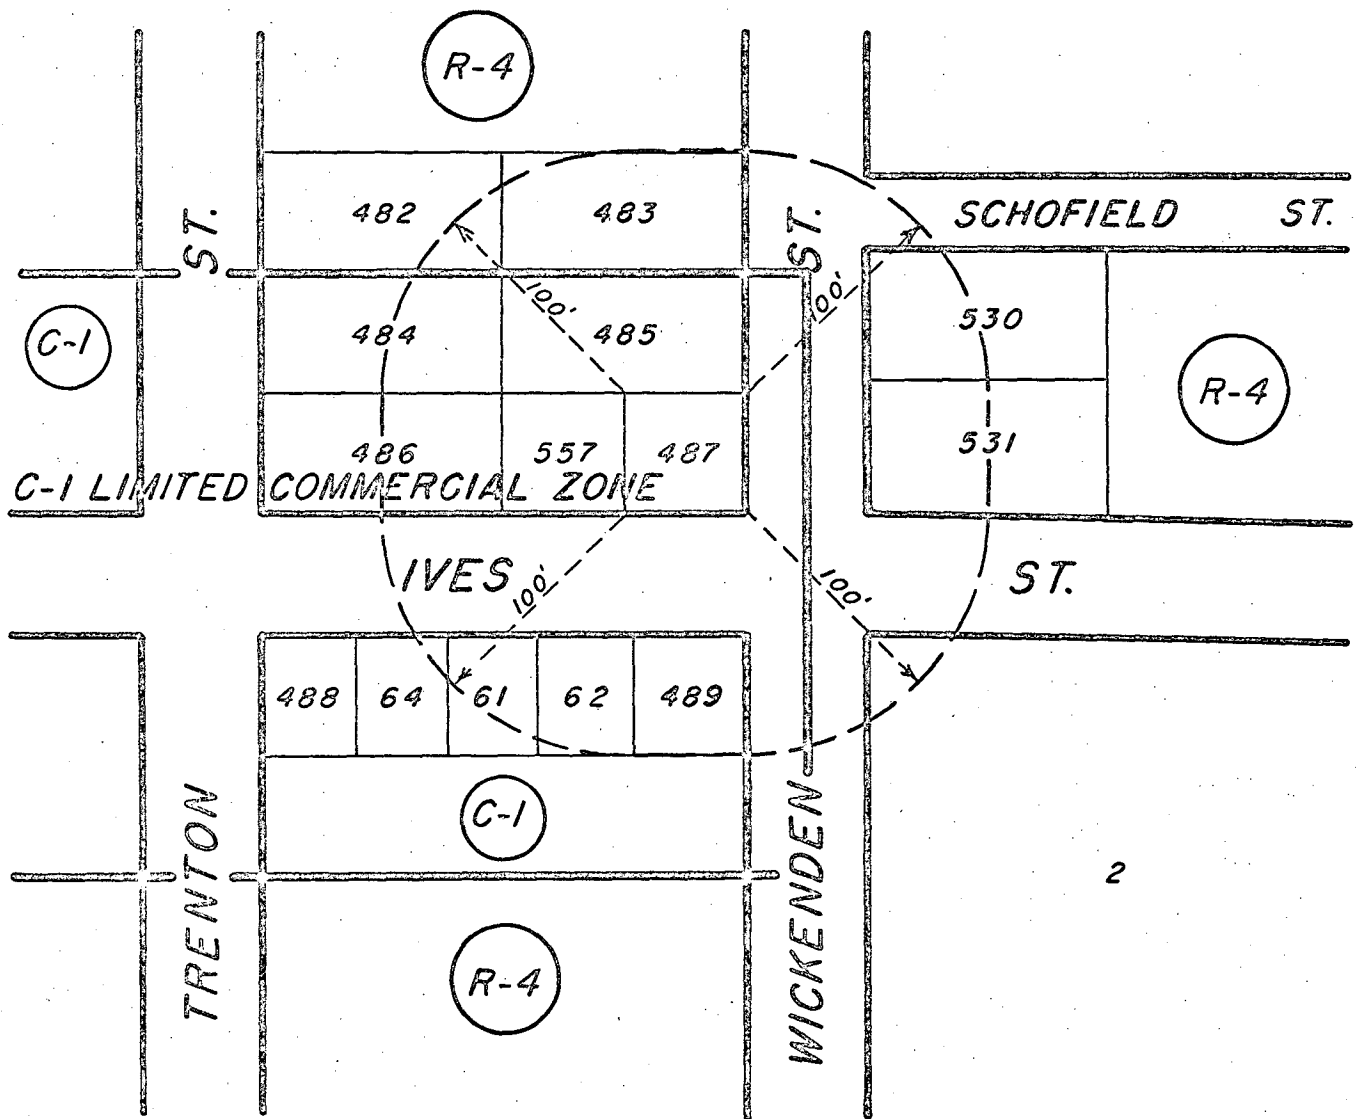 R-4
482 483
ST.
ST.
SCHOFIELD ST.
100'
100'
C-1
484 485
530
R-4
486 557 487
531
C-1 LIMITED COMMERCIAL ZONE
IVES ST.
100'
100'
488 64 61 62 489
C-1
TRENTON
WICKENDEN
2
R-4